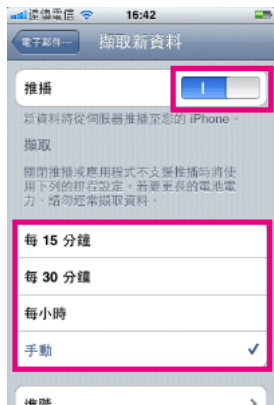 遠傳電信 16:42
電子郵件... 擷取新資料
推播
新資料將從伺服器推播至您的 iPhone。
擷取
關閉推播或應用程式不支援推播時將使
用下列的排程設定。若要更長的電池電
力，請勿經常擷取資料。
每 15 分鐘
每 30 分鐘
每小時
手動
進階